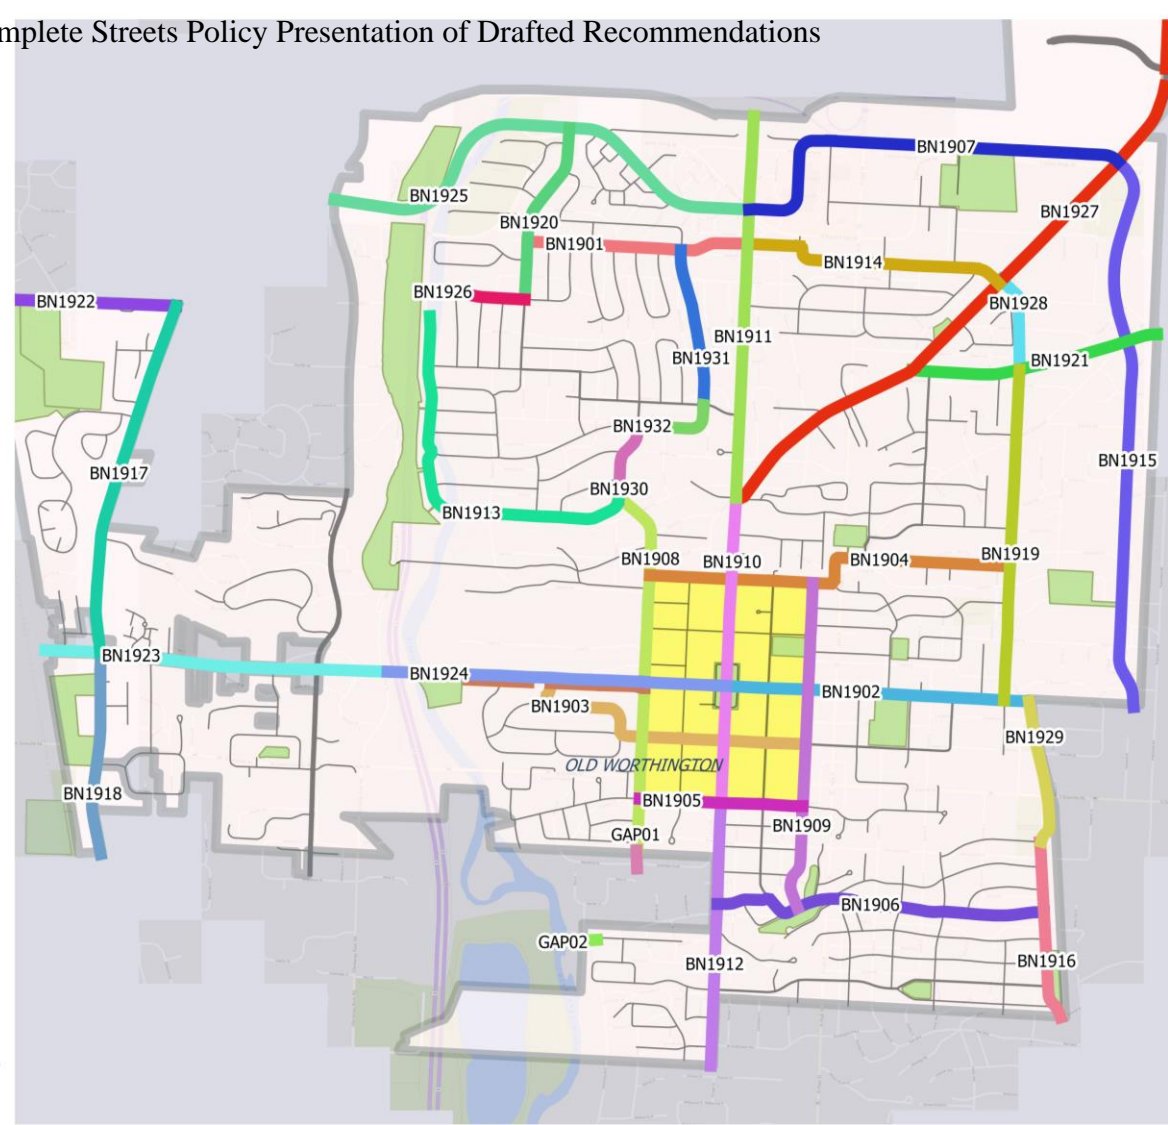 mplete Streets Policy Presentation of Drafted Recommendations
BN1907
BN1925
BN1927
BN1920
BN1901
BN1914
BN1926
BN1922
BN1928
BN1911
BN1931
BN1921
BN1932
BN1915
BN1917
BN1930
BN1913
BN1919
BN1908
BN1910
BN1904
BN1923
BN1924
BN1902
BN1903
BN1929
OLD WORTHINGTON
BN1918
BN1905
BN1909
GAP01
BN1906
GAP02
BN1912
BN1916